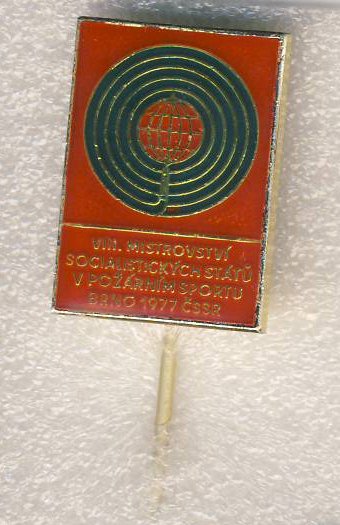 VIII. MISTROVSTVÍ
SOCIALISTICKÝCH STÁTŮ
V POŽÁRNÍM SPORTU
BRNO 1977 ČSSR